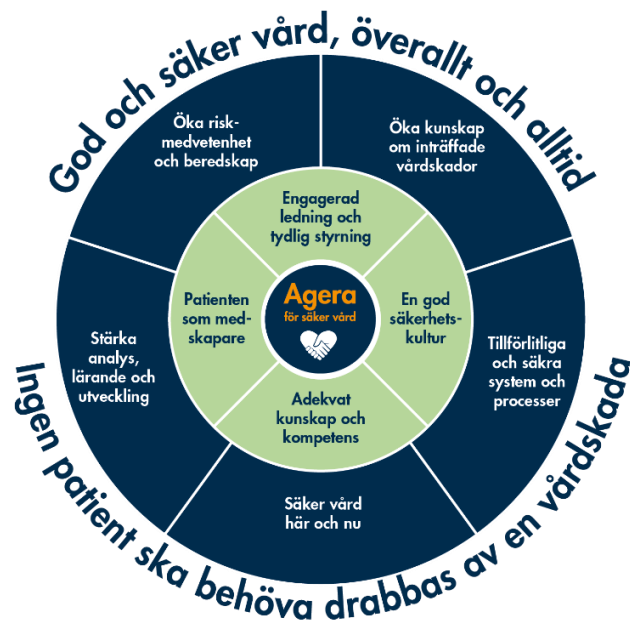 God och säker vård, överallt och alltid
Öka risk-
medvetenhet
och beredskap
Öka kunskap
om inträffade
vårdskador
Engagerad
ledning och
tydlig styrning
Patienten
som med-
skapare
Agera
för säker vård
En god
säkerhets-
kultur
Stärka
analys,
lärande och
utveckling
Tillförlitliga
och säkra
system och
processer
Adekvat
kunskap och
kompetens
Säker vård
här och nu
Ingen patient ska behöva drabbas av en vårdskada